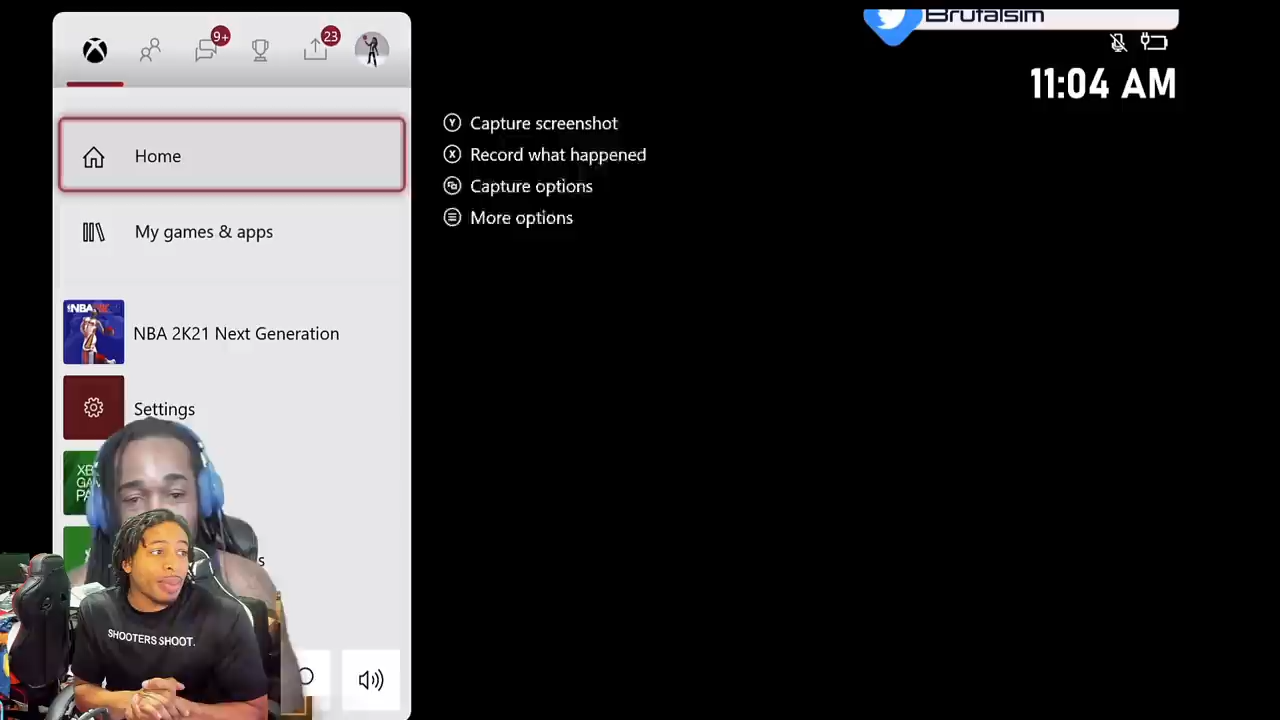 Brutalsim
9+
23
11:04 AM
Home
My games & apps
NBA 2K21 Next Generation
Settings
Y Capture screenshot
X Record what happened
Capture options
More options
SHOOTERS SHOOT.